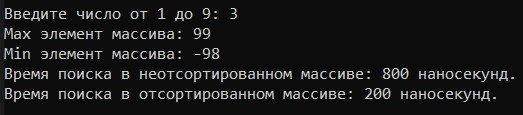 Введите число от 1 до 9: 3
Max элемент массива: 99
Min элемент массива: -98
Время поиска в неотсортированном массиве: 800 наносекунд.
Время поиска в отсортированном массиве: 200 наносекунд.